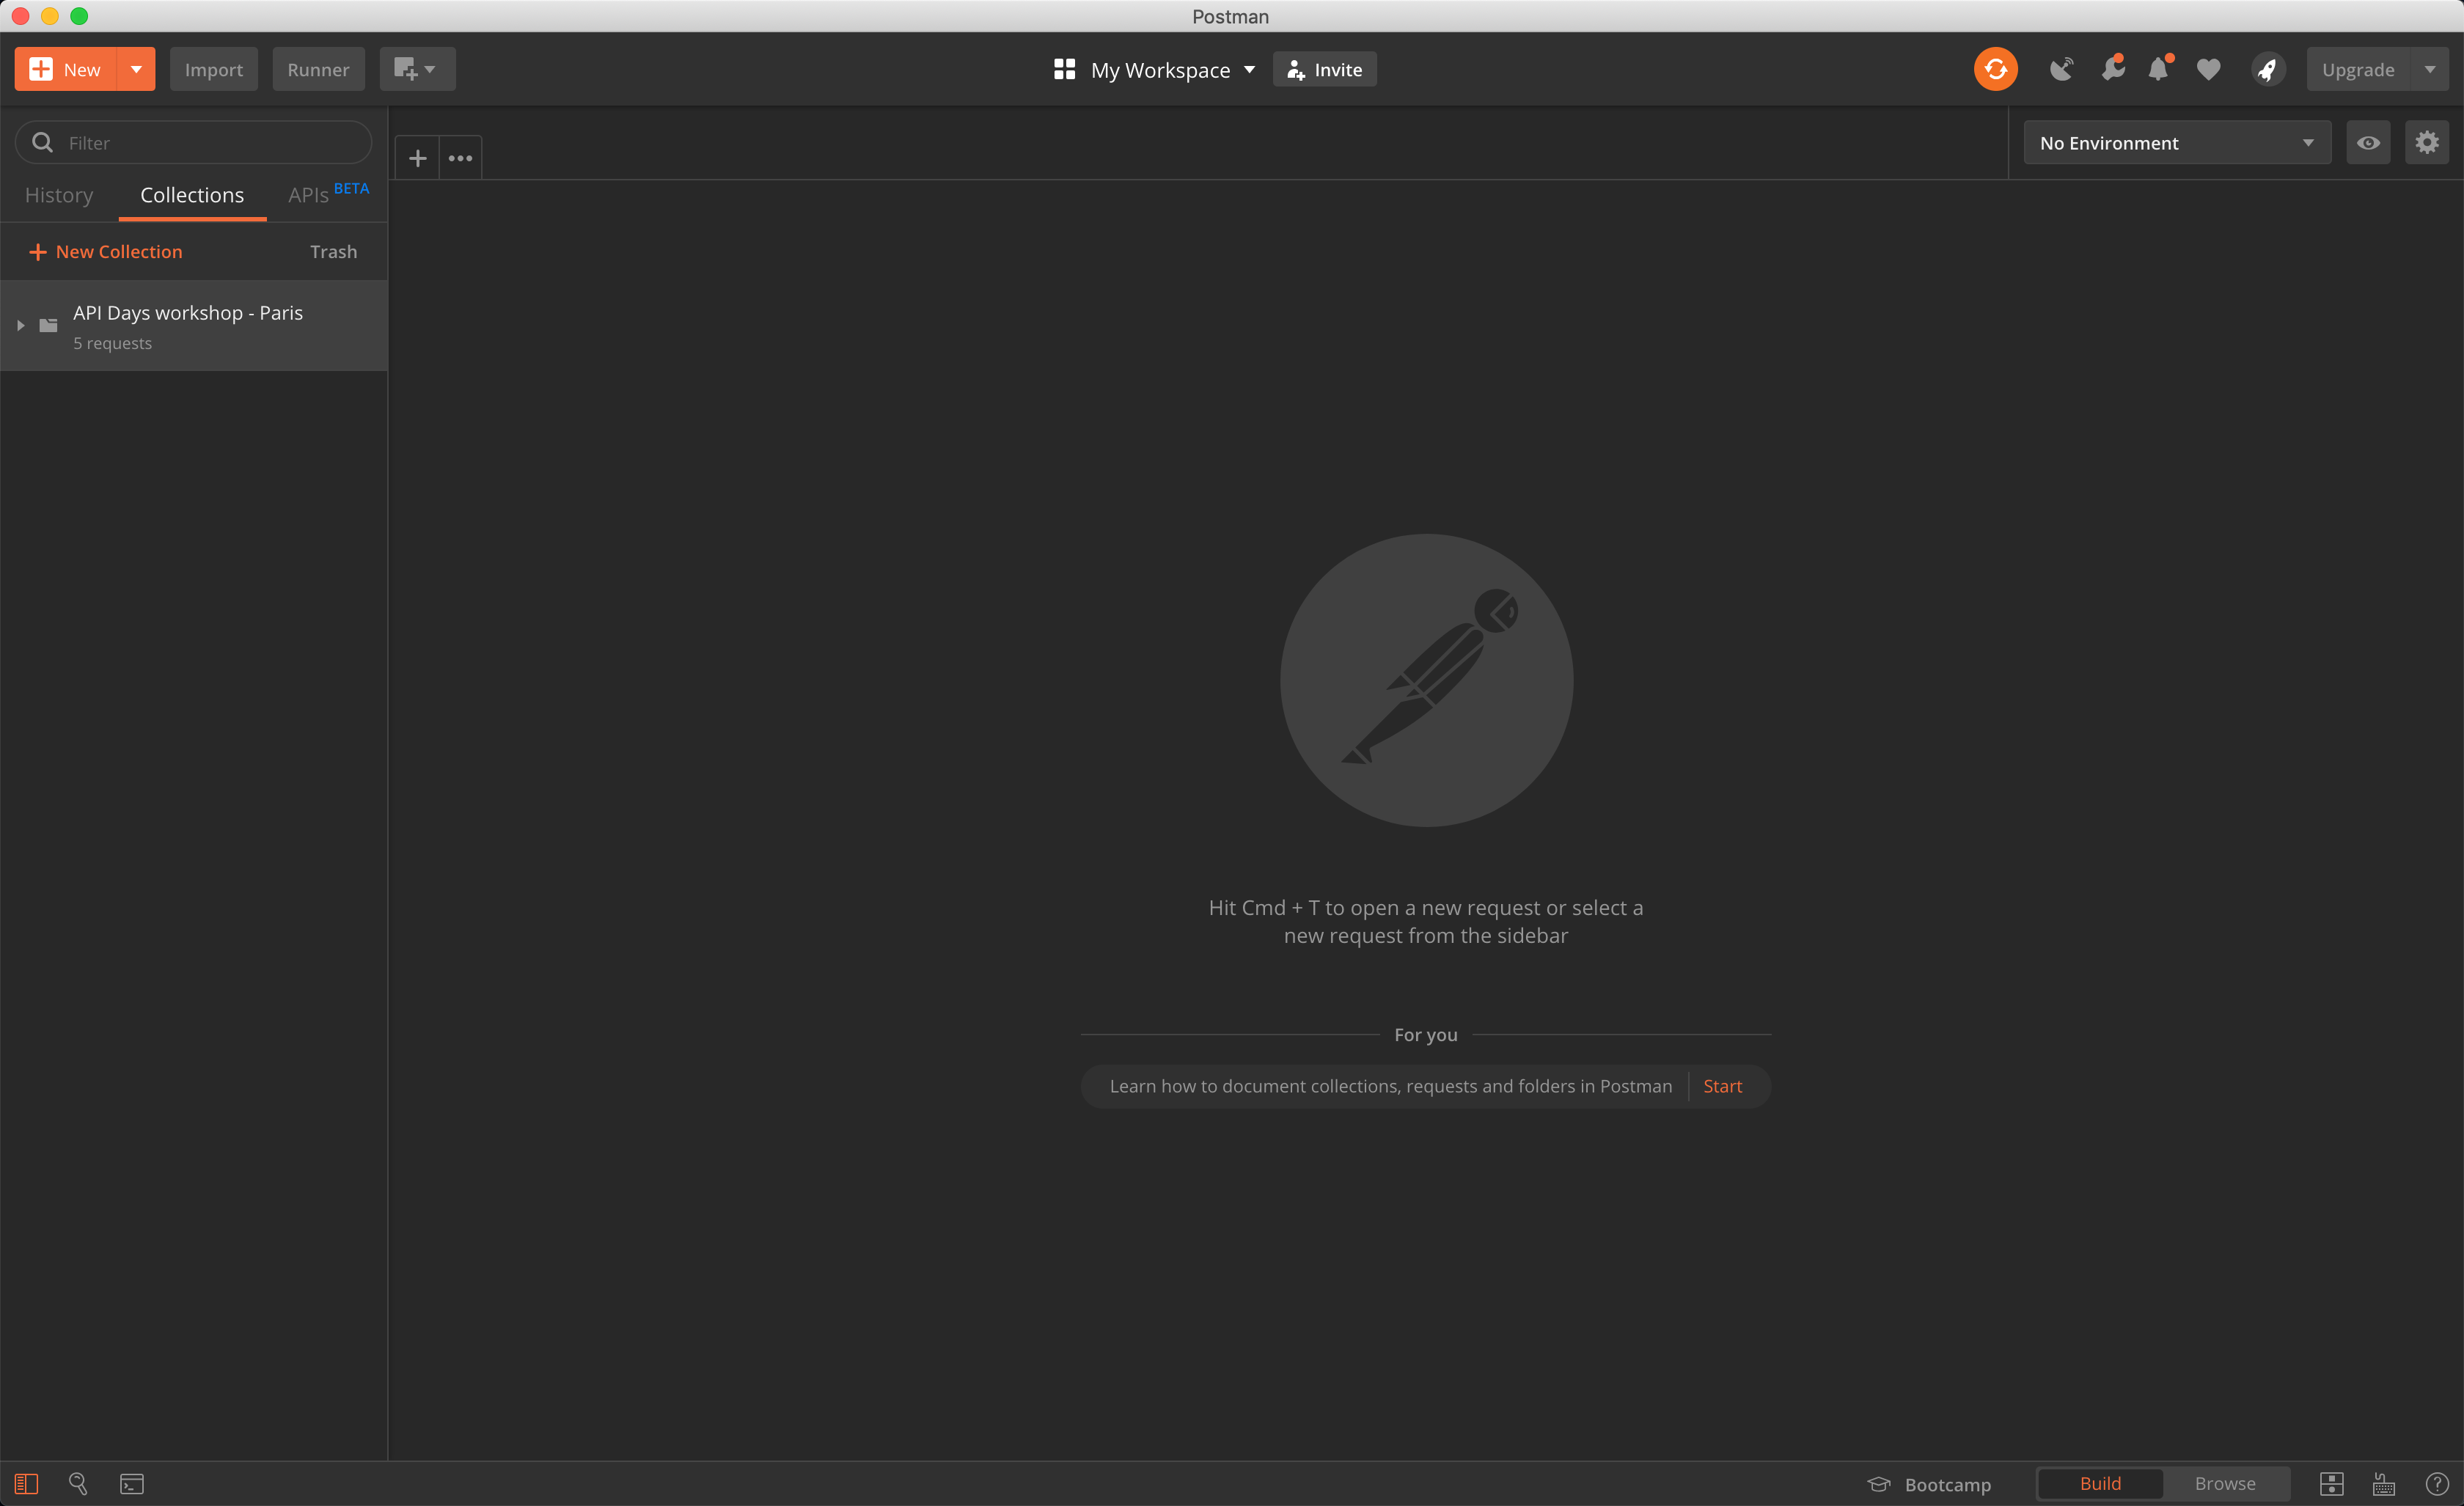 Postman
New
Import
Runner
My Workspace
Invite
Upgrade
Filter
No Environment
History
Collections
APIs BETA
New Collection
Trash
API Days workshop - Paris
5 requests
Hit Cmd + T to open a new request or select a
new request from the sidebar
For you
Learn how to document collections, requests and folders in Postman
Start
Bootcamp
Build
Browse